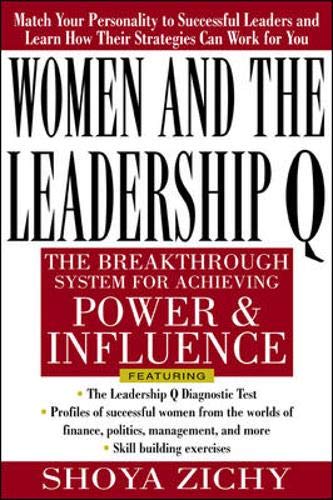 Match Your Personality to Successful Leaders and
Learn How Their Strategies Can Work for You
WOMEN AND THE
LEADERSHIP Q
THE BREAKTHROUGH
SYSTEM FOR ACHIEVING
POWER &
INFLUENCE
FEATURING
• The Leadership Q Diagnostic Test
• Profiles of successful women from the worlds of
finance, politics, management, and more
• Skill building exercises
SHOYA ZICHY